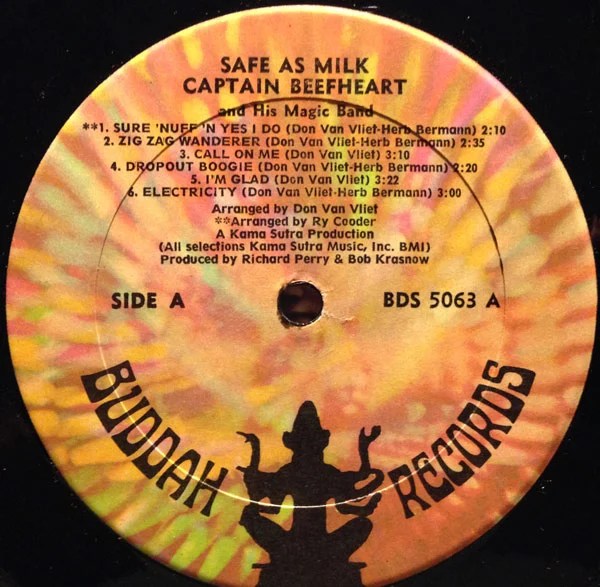 SAFE AS MILK
CAPTAIN BEEFHEART
and His Magic Band
**1. SURE 'NUFF 'N YES I DO (Don Van Vliet-Herb Bermann) 2:10
2. ZIG ZAG WANDERER (Don Van Vliet-Herb Bermann) 2:35
3. CALL ON ME (Don Van Vliet) 3:10
4. DROPOUT BOOGIE (Don Van Vliet-Herb Bermann) 2:20
5. I'M GLAD (Don Van Vliet) 3:22
6. ELECTRICITY (Don Van Vliet-Herb Bermann) 3:00
Arranged by Don Van Vliet
**Arranged by Ry Cooder
A Kama Sutra Production
(All selections Kama Sutra Music, Inc. BMI)
Produced by Richard Perry & Bob Krasnow
SIDE A
BDS 5063 A
BUDDAH RECORDS